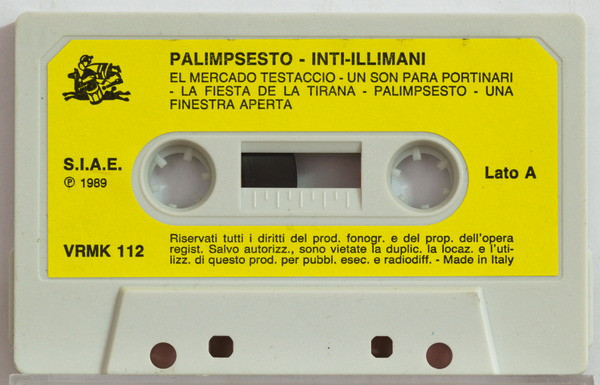 PALIMPSESTO - INTI-ILLIMANI
EL MERCADO TESTACCIO - UN SON PARA PORTINARI
- LA FIESTA DE LA TIRANA - PALIMPSESTO - UNA
FINESTRA APERTA
S.I.A.E.
℗ 1989
Lato A
VRMK 112
Riservati tutti i diritti del prod. fonogr. e del prop. dell'opera
regist. Salvo autorizz., sono vietate la duplic. la locaz. e l'uti-
lizz. di questo prod. per pubbl. esec. e radiodiff. - Made in Italy